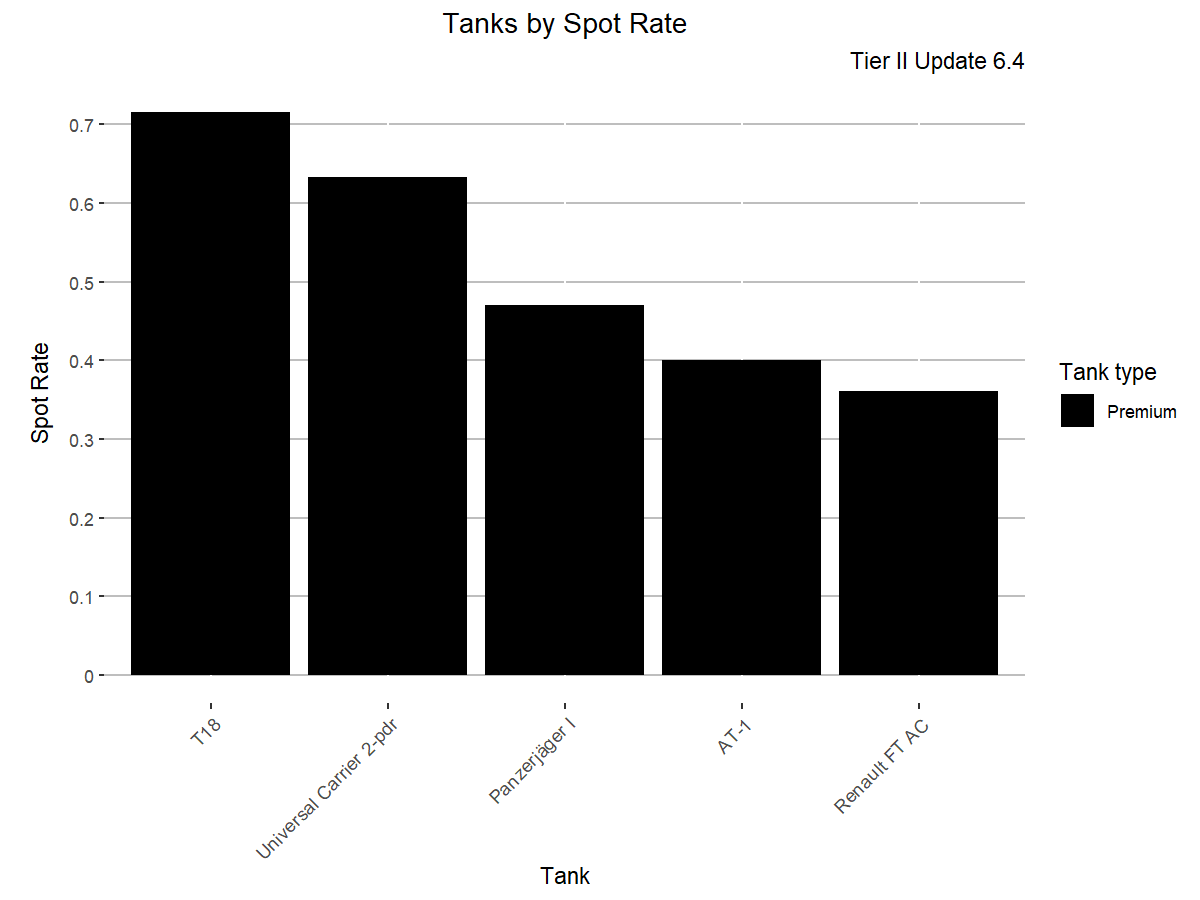 Tanks by Spot Rate
Tier II Update 6.4
Spot Rate
0.7
0.6
0.5
0.4
0.3
0.2
0.1
0
T18
Universal Carrier 2-pdr
Panzerjäger I
AT-1
Renault FT AC
Tank
Tank type
Premium